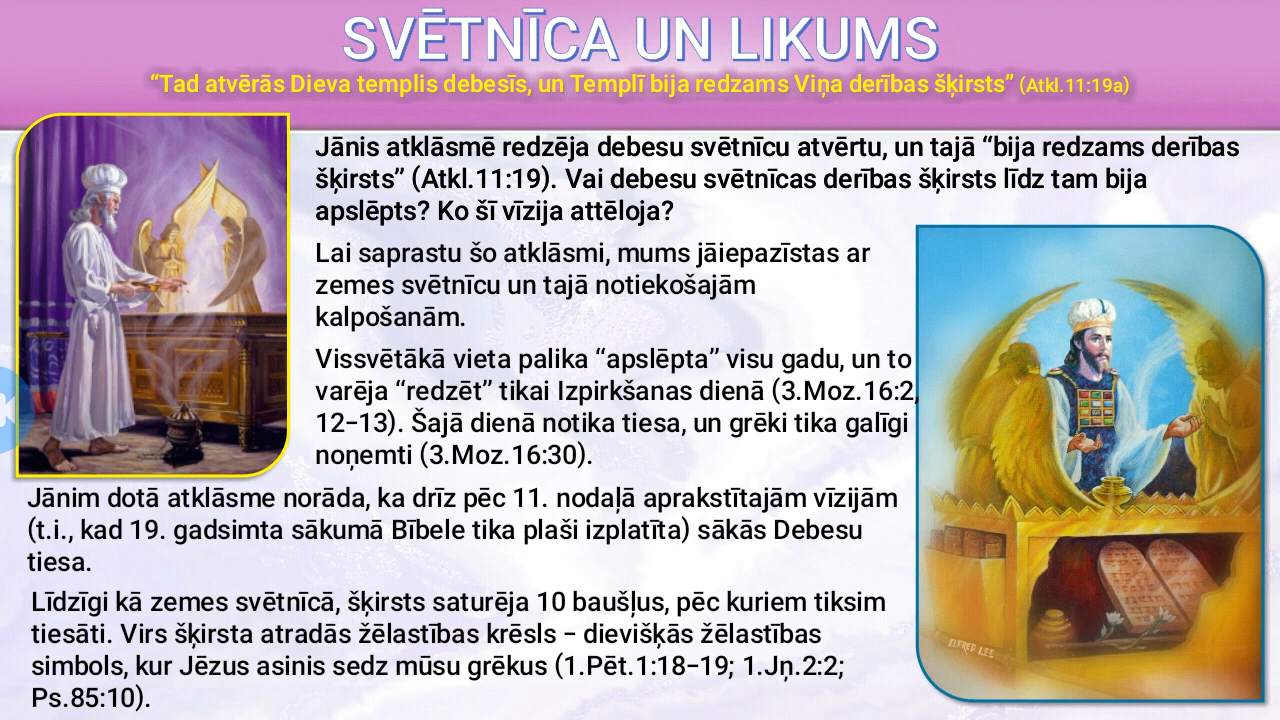 SVĒTNĪCA UN LIKUMS
“Tad atvērās Dieva templis debesīs, un Templī bija redzams Viņa derības šķirsts” (Atkl.11:19a)
Jānis atklāsmē redzēja debesu svētnīcu atvērtu, un tajā “bija redzams derības
šķirsts” (Atkl.11:19). Vai debesu svētnīcas derības šķirsts līdz tam bija
apslēpts? Ko šī vīzija attēloja?
Lai saprastu šo atklāsmi, mums jāiepazīstas ar
zemes svētnīcu un tajā notiekošajām
kalpošanām.
Vissvētākā vieta palika “apslēpta” visu gadu, un to
varēja “redzēt” tikai Izpirkšanas dienā (3.Moz.16:2,
12–13). Šajā dienā notika tiesa, un grēki tika galīgi
noņemti (3.Moz.16:30).
Jānim dotā atklāsme norāda, ka drīz pēc 11. nodaļā aprakstītajām vīzijām
(t.i., kad 19. gadsimta sākumā Bībele tika plaši izplatīta) sākās Debesu
tiesa.
Līdzīgi kā zemes svētnīcā, šķirsts saturēja 10 baušļus, pēc kuriem tiksim
tiesāti. Virs šķirsta atradās žēlastības krēsls – dievišķās žēlastības
simbols, kur Jēzus asinis sedz mūsu grēkus (1.Pēt.1:18–19; 1.Jņ.2:2;
Ps.85:10).
ELFRED LEE